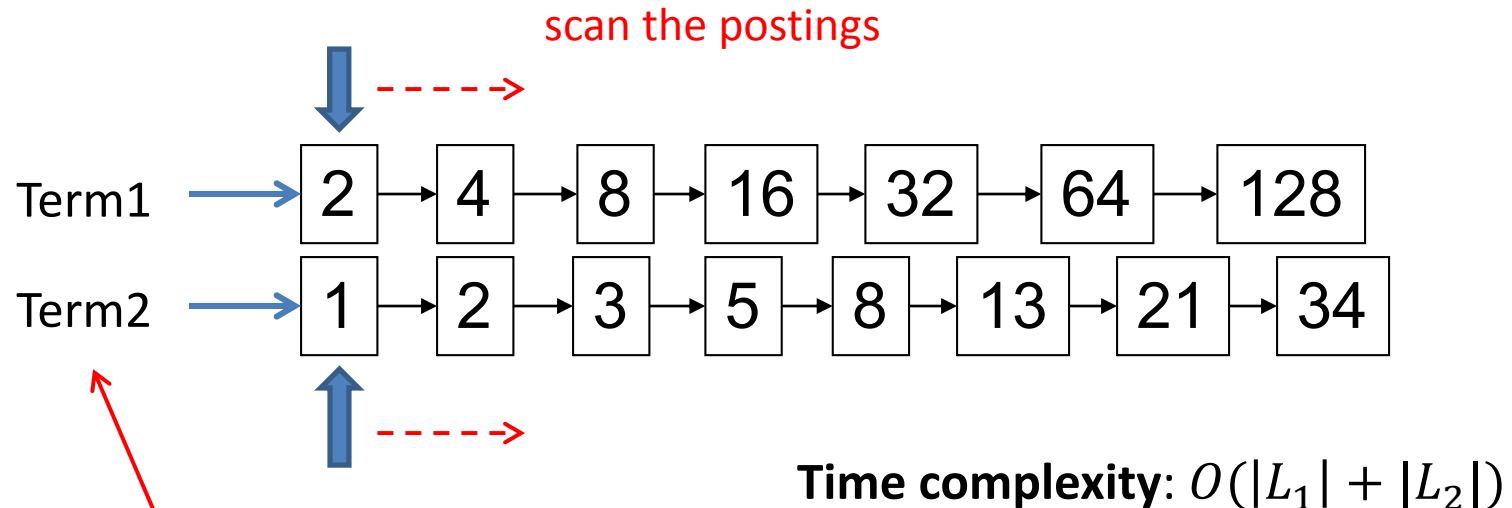 scan the postings
Term1 2 4 8 16 32 64 128
Term2 1 2 3 5 8 13 21 34
Time complexity: O(|L₁| + |L₂|)